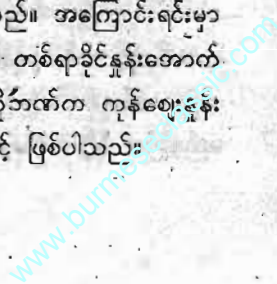 ည်။ အကြောင်းရင်းမှာ
တစ်ရာခိုင်နှုန်းအောက်
ဘဏ်က ကုန်ဈေးနှုန်း
ဖြစ်ပါသည်။
www.burmeseclassic.com